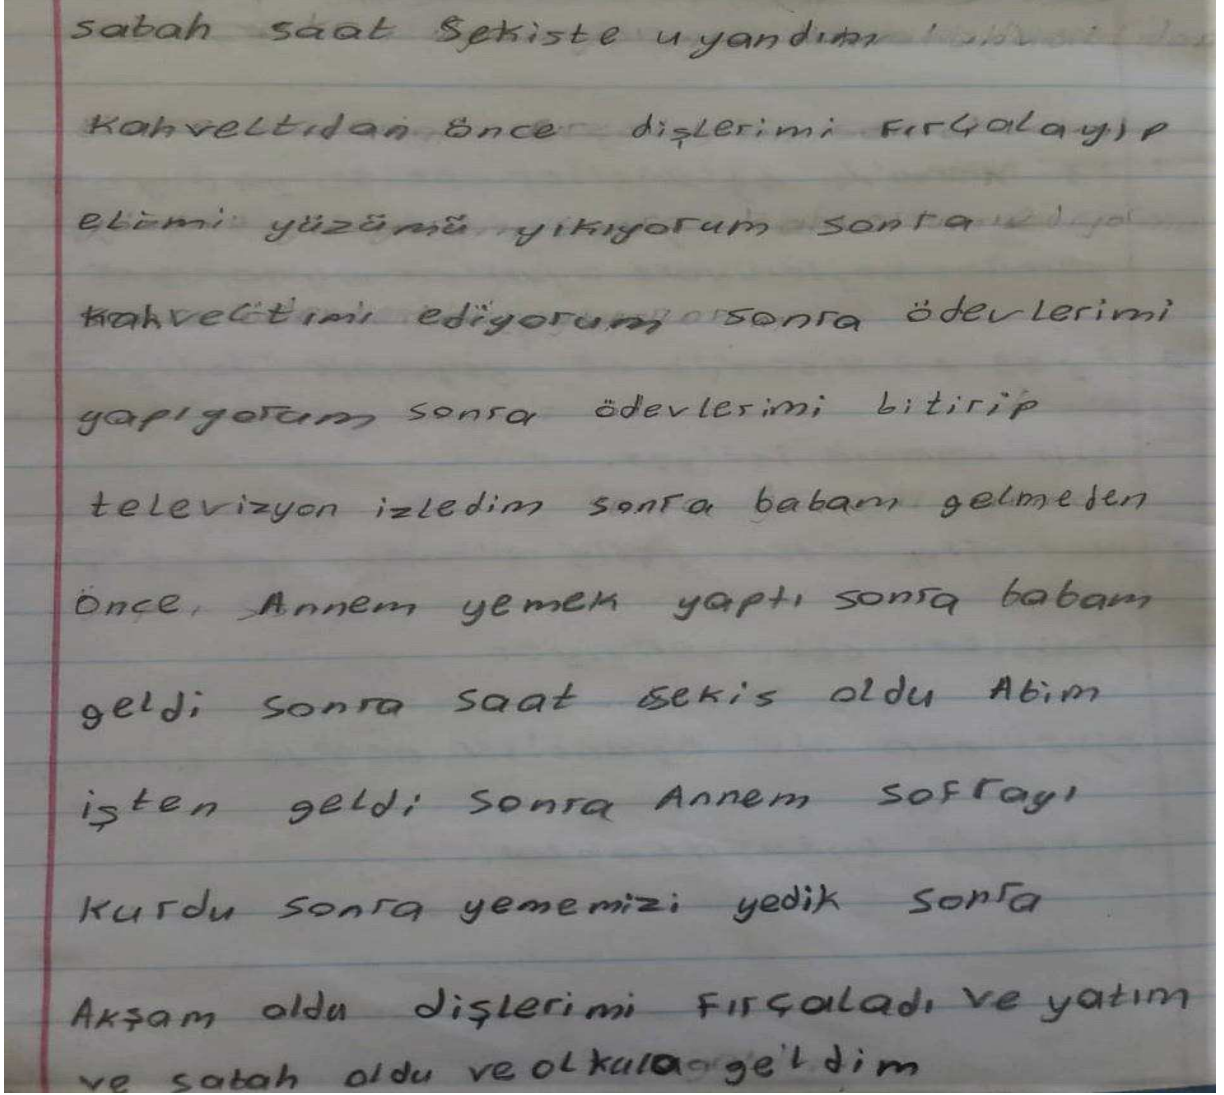 sabah saat Sekiste uyandım
Kahveltıdan önce dişlerimi Fırçalayıp
elimi yüzümü yıkıyorum sonra
kahveltimi ediyorum sonra ödevlerimi
yapıyorum sonra ödevlerimi bitirip
televizyon izledim sonra babam gelmeden
önce, Annem yemek yaptı sonra babam
geldi sonra saat sekis oldu Abim
işten geldi sonra Annem sofrayı
kurdu sonra yememizi yedik sonra
Akşam oldu dişlerimi Fırçaladı ve yatım
ve sabah oldu ve olkula geldim